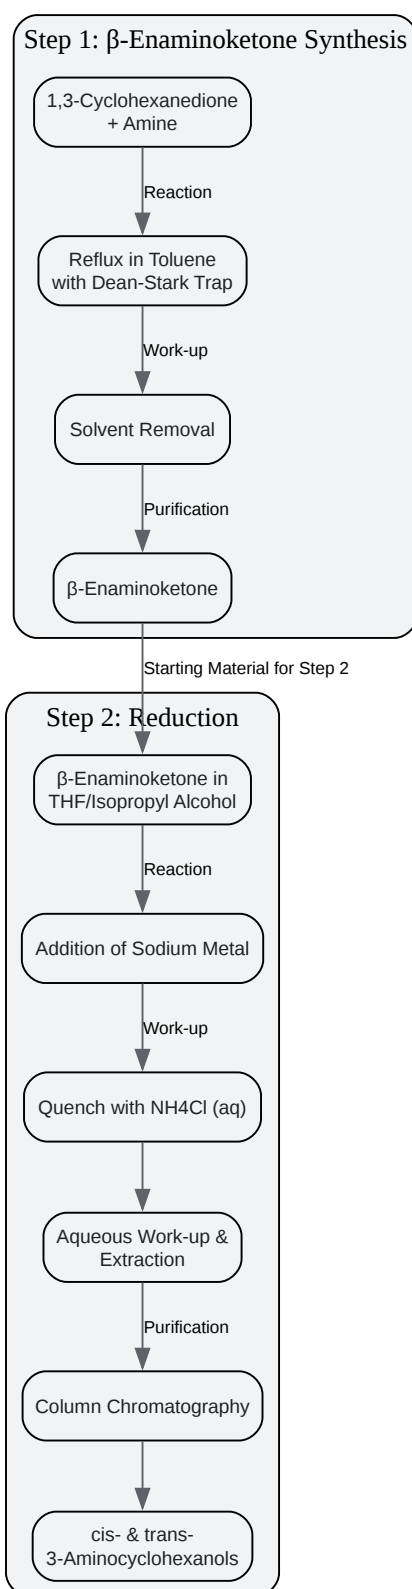 Step 1: β-Enaminoketone Synthesis
1,3-Cyclohexanedione
+ Amine
Reaction
Reflux in Toluene
with Dean-Stark Trap
Work-up
Solvent Removal
Purification
β-Enaminoketone
Starting Material for Step 2
Step 2: Reduction
β-Enaminoketone in
THF/Isopropyl Alcohol
Reaction
Addition of Sodium Metal
Work-up
Quench with NH4Cl (aq)
Aqueous Work-up &
Extraction
Purification
Column Chromatography
cis- & trans-
3-Aminocyclohexanols